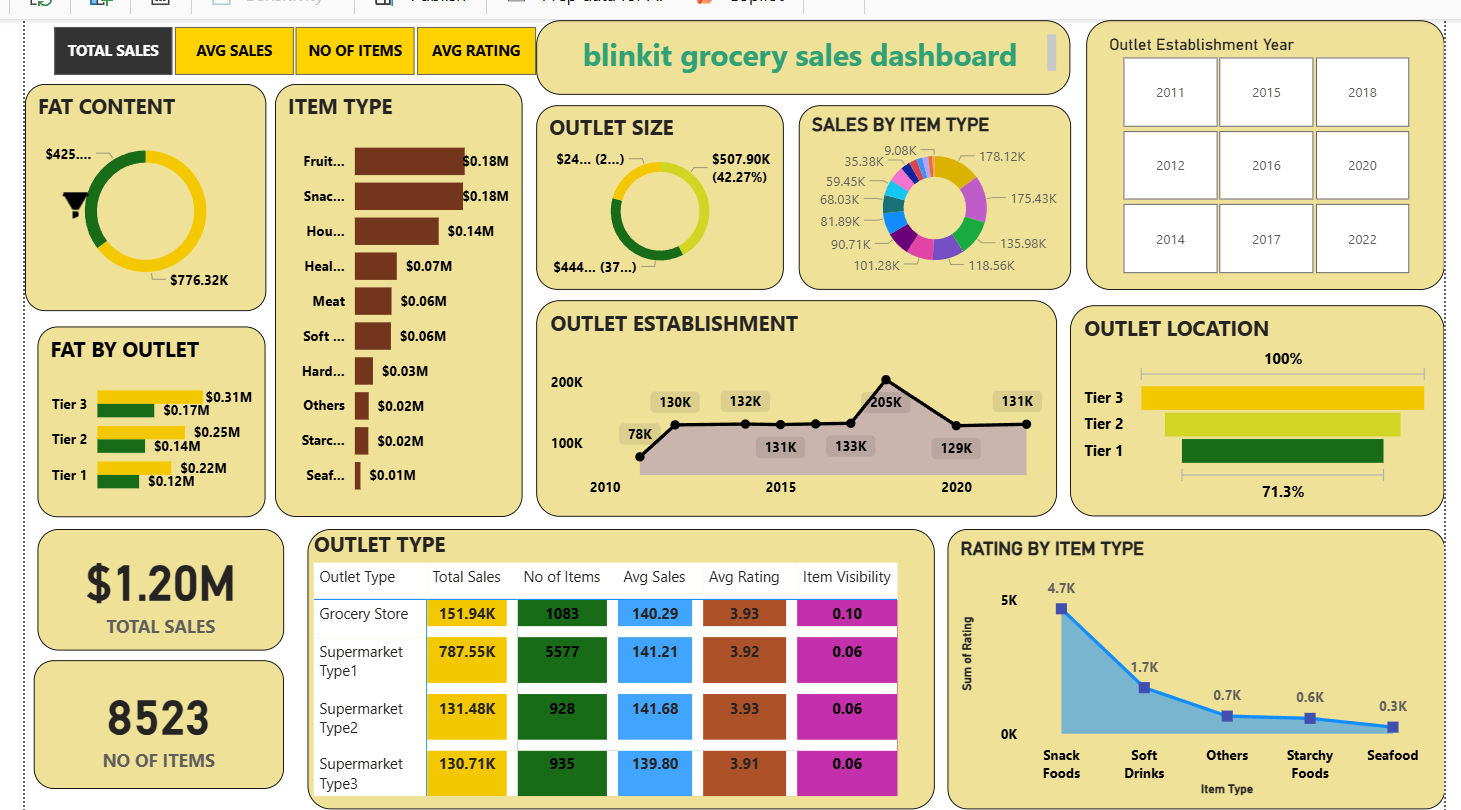 TOTAL SALES
AVG SALES
NO OF ITEMS
AVG RATING
blinkit grocery sales dashboard
Outlet Establishment Year
2011
2015
2018
2012
2016
2020
2014
2017
2022
FAT CONTENT
$425....
$776.32K
ITEM TYPE
Fruit... $0.18M
Snac... $0.18M
Hou... $0.14M
Heal... $0.07M
Meat $0.06M
Soft ... $0.06M
Hard... $0.03M
Others $0.02M
Starc... $0.02M
Seaf... $0.01M
OUTLET SIZE
$24... (2...)
$507.90K
(42.27%)
$444... (37...)
SALES BY ITEM TYPE
9.08K
178.12K
35.38K
59.45K
175.43K
68.03K
81.89K
90.71K
135.98K
101.28K
118.56K
FAT BY OUTLET
Tier 3 $0.31M
$0.17M
Tier 2 $0.25M
$0.14M
Tier 1 $0.22M
$0.12M
OUTLET ESTABLISHMENT
200K
100K
78K
130K
132K
131K
133K
205K
129K
131K
2010
2015
2020
OUTLET LOCATION
100%
Tier 3
Tier 2
Tier 1
71.3%
$1.20M
TOTAL SALES
8523
NO OF ITEMS
OUTLET TYPE
Outlet Type Total Sales No of Items Avg Sales Avg Rating Item Visibility
Grocery Store 151.94K 1083 140.29 3.93 0.10
Supermarket 787.55K 5577 141.21 3.92 0.06
Type1
Supermarket 131.48K 928 141.68 3.93 0.06
Type2
Supermarket 130.71K 935 139.80 3.91 0.06
Type3
RATING BY ITEM TYPE
Sum of Rating
5K
0K
4.7K
1.7K
0.7K
0.6K
0.3K
Snack
Foods
Soft
Drinks
Others
Starchy
Foods
Seafood
Item Type